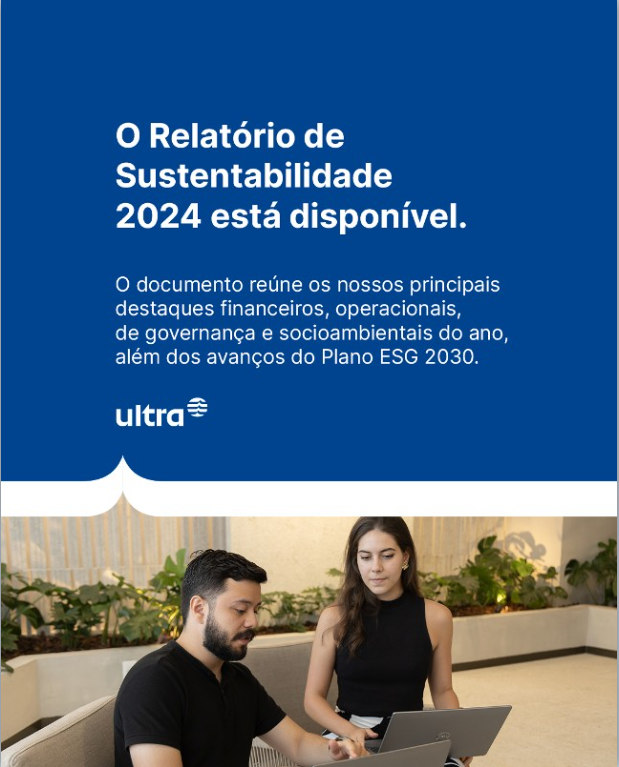 O Relatório de
Sustentabilidade
2024 está disponível.
O documento reúne os nossos principais
destaques financeiros, operacionais,
de governança e socioambientais do ano,
além dos avanços do Plano ESG 2030.
ultra